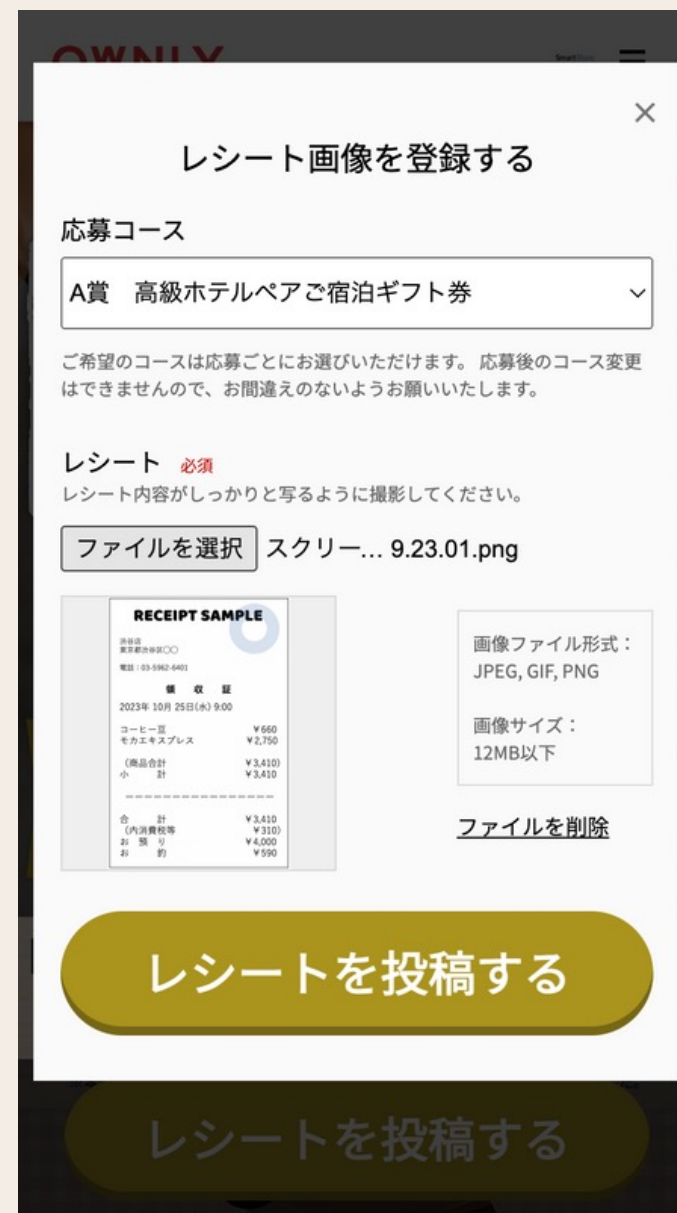 OWNLY
×
レシート画像を登録する
応募コース
A賞　高級ホテルペアご宿泊ギフト券
ご希望のコースは応募ごとにお選びいただけます。 応募後のコース変更
はできませんので、お間違えのないようお願いいたします。
レシート 必須
レシート内容がしっかりと写るように撮影してください。
ファイルを選択 スクリー... 9.23.01.png
RECEIPT SAMPLE
渋谷店
東京都渋谷区〇〇
電話：03-5962-6401
領 収 証
2023年 10月 25日(水) 9:00
コーヒー豆 ¥660
モカエキスプレス ¥2,750
(商品合計 ¥3,410)
小 計 ¥3,410
合 計 ¥3,410
(内消費税等 ¥310)
お 預 り ¥4,000
お 釣 ¥590
画像ファイル形式：
JPEG, GIF, PNG
画像サイズ：
12MB以下
ファイルを削除
レシートを投稿する
レシートを投稿する